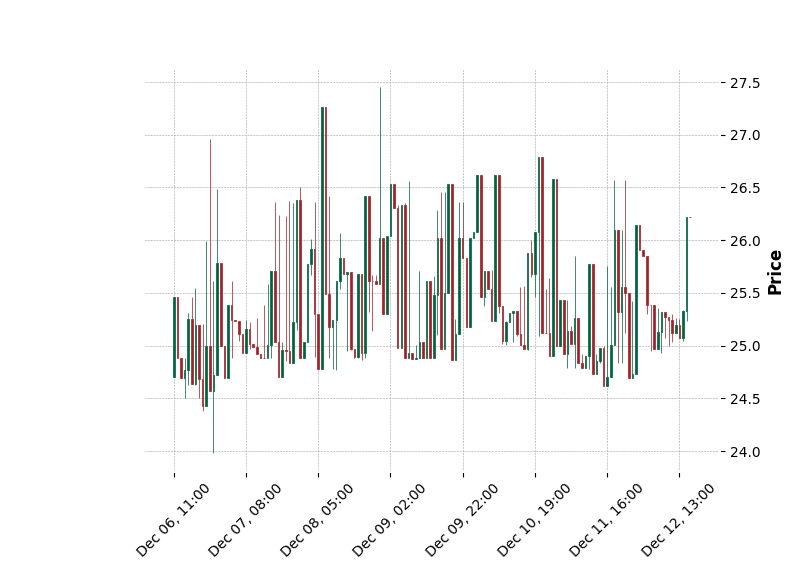 27.5
27.0
26.5
26.0
25.5
25.0
24.5
24.0
Price
Dec 06, 11:00
Dec 07, 08:00
Dec 08, 05:00
Dec 09, 02:00
Dec 09, 22:00
Dec 10, 19:00
Dec 11, 16:00
Dec 12, 13:00